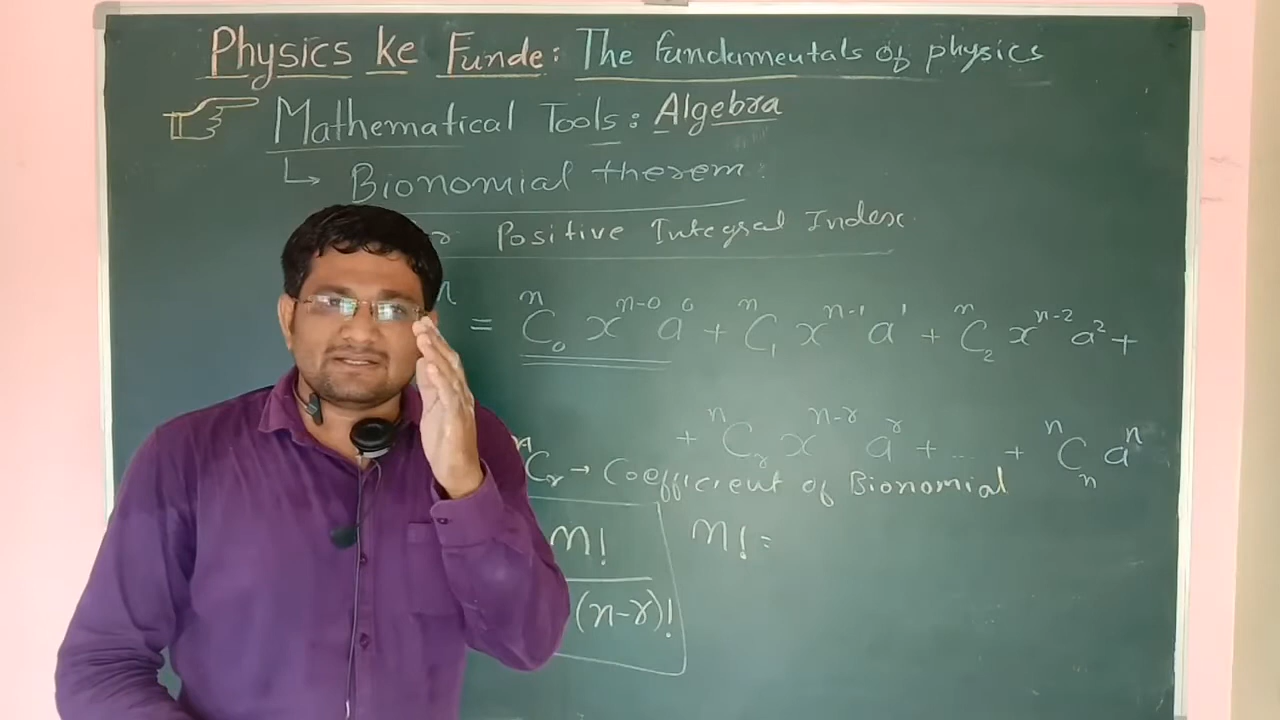 Physics ke Funde: The fundamentals of physics
Mathematical Tools: Algebra
↳ Bionomial therem:
Positive Integral Index
n = ⁿC₀ xⁿ⁻⁰ a⁰ + ⁿC₁ xⁿ⁻¹ a¹ + ⁿC₂ xⁿ⁻² a² +
+ ⁿCᵣ xⁿ⁻ʳ aʳ + .... + ⁿCₙ aⁿ
ⁿCᵣ → Coefficient of Bionomial
n! n! =
(n-r)!